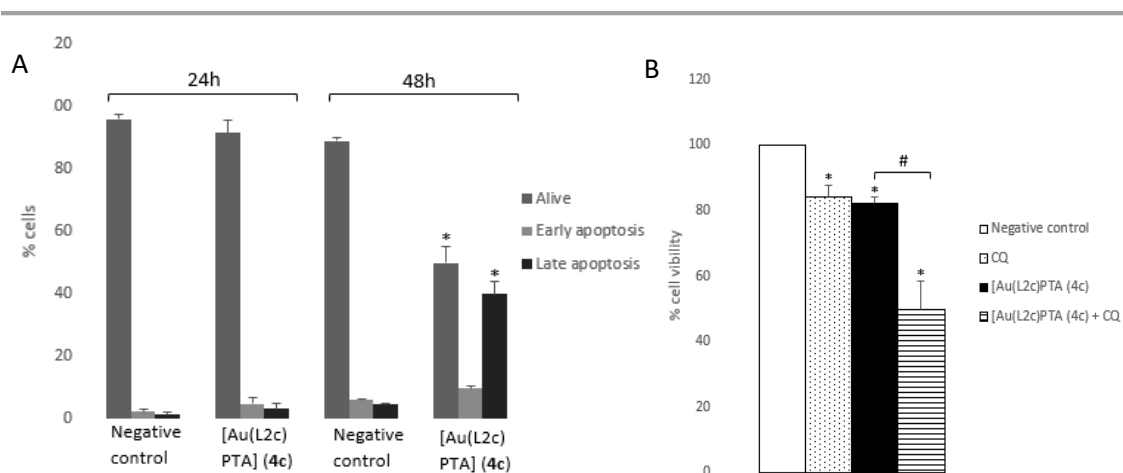 A
20
24h
48h
00
80
60
40
20
0
% cells
Alive
Early apoptosis
Late apoptosis
*
*
Negative
control
[Au(L2c)
PTA] (4c)
Negative
control
[Au(L2c)
PTA] (4c)
B
120
100
80
60
40
20
0
% cell vibility
*
*
#
*
Negative control
CQ
[Au(L2c)PTA (4c)
[Au(L2c)PTA (4c) + CQ